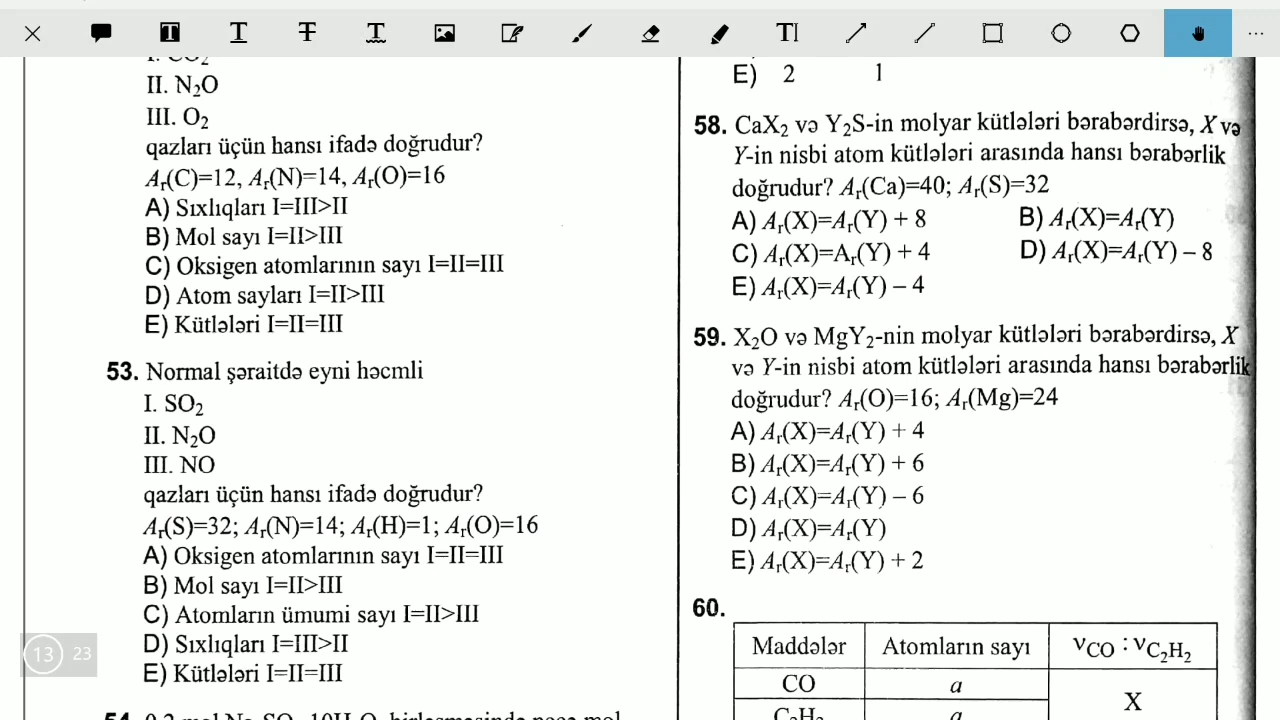 I. CO₂
II. N₂O
III. O₂
qazları üçün hansı ifadə doğrudur?
Aᵣ(C)=12, Aᵣ(N)=14, Aᵣ(O)=16
A) Sıxlıqları I=III>II
B) Mol sayı I=II>III
C) Oksigen atomlarının sayı I=II=III
D) Atom sayları I=II>III
E) Kütlələri I=II=III
53. Normal şəraitdə eyni həcmli
I. SO₂
II. N₂O
III. NO
qazları üçün hansı ifadə doğrudur?
Aᵣ(S)=32; Aᵣ(N)=14; Aᵣ(H)=1; Aᵣ(O)=16
A) Oksigen atomlarının sayı I=II=III
B) Mol sayı I=II>III
C) Atomların ümumi sayı I=II>III
D) Sıxlıqları I=III>II
E) Kütlələri I=II=III
13 23
E) 2 1
58. CaX₂ və Y₂S-in molyar kütlələri bərabərdirsə, X və
Y-in nisbi atom kütlələri arasında hansı bərabərlik
doğrudur? Aᵣ(Ca)=40; Aᵣ(S)=32
A) Aᵣ(X)=Aᵣ(Y) + 8 B) Aᵣ(X)=Aᵣ(Y)
C) Aᵣ(X)=Aᵣ(Y) + 4 D) Aᵣ(X)=Aᵣ(Y) – 8
E) Aᵣ(X)=Aᵣ(Y) – 4
59. X₂O və MgY₂-nin molyar kütlələri bərabərdirsə, X
və Y-in nisbi atom kütlələri arasında hansı bərabərlik
doğrudur? Aᵣ(O)=16; Aᵣ(Mg)=24
A) Aᵣ(X)=Aᵣ(Y) + 4
B) Aᵣ(X)=Aᵣ(Y) + 6
C) Aᵣ(X)=Aᵣ(Y) – 6
D) Aᵣ(X)=Aᵣ(Y)
E) Aᵣ(X)=Aᵣ(Y) + 2
60.
Maddələr Atomların sayı νCO : νC₂H₂
CO a
X
C₂H₂ a